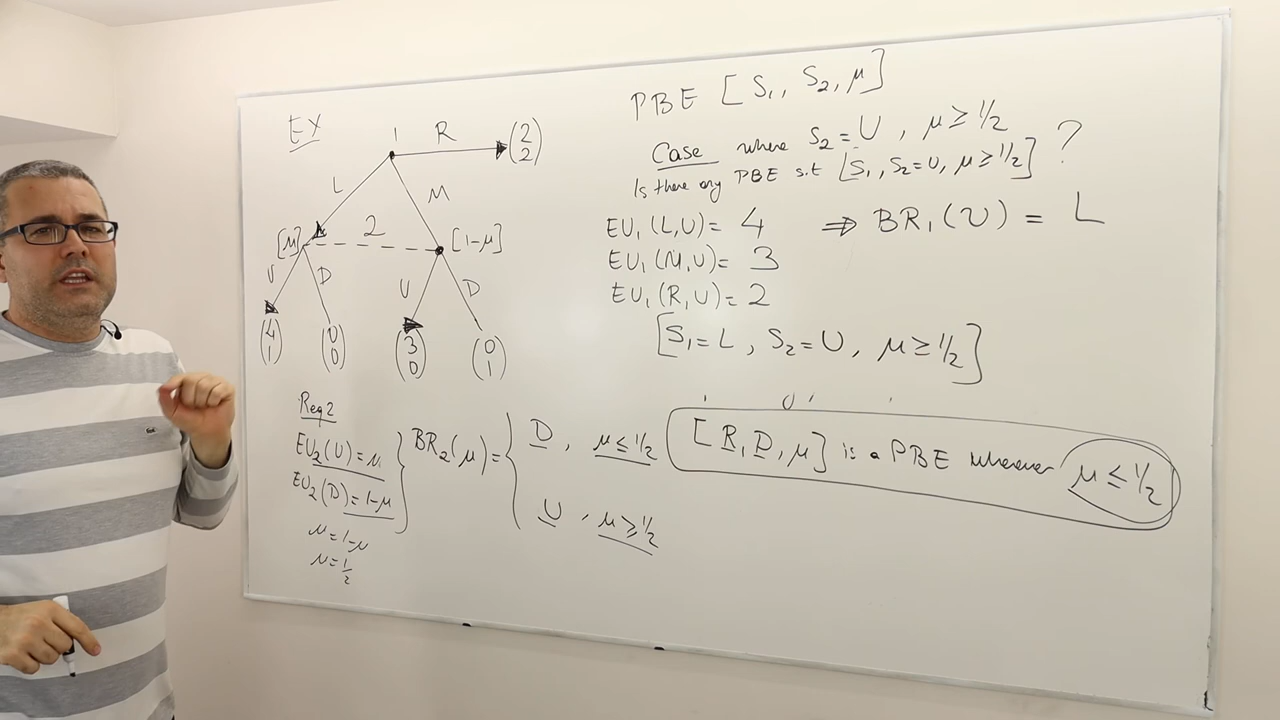 EX
1
R
(2 2)
L
M
[μ]
2
[1-μ]
U
D
U
D
(4 1)
(0 0)
(3 0)
(0 1)
Req 2
EU₂(U) = μ
EU₂(D) = 1-μ
μ = 1-μ
μ = 1/2
BR₂(μ) =
D, μ ≤ 1/2
U, μ ≥ 1/2
PBE [S₁, S₂, μ]
Case where S₂ = U, μ ≥ 1/2
Is there any PBE s.t [S₁, S₂=U, μ ≥ 1/2] ?
EU₁(L,U) = 4 ⇒ BR₁(U) = L
EU₁(M,U) = 3
EU₁(R,U) = 2
[S₁ = L, S₂ = U, μ ≥ 1/2]
[R, D, μ] is a PBE whenever μ ≤ 1/2